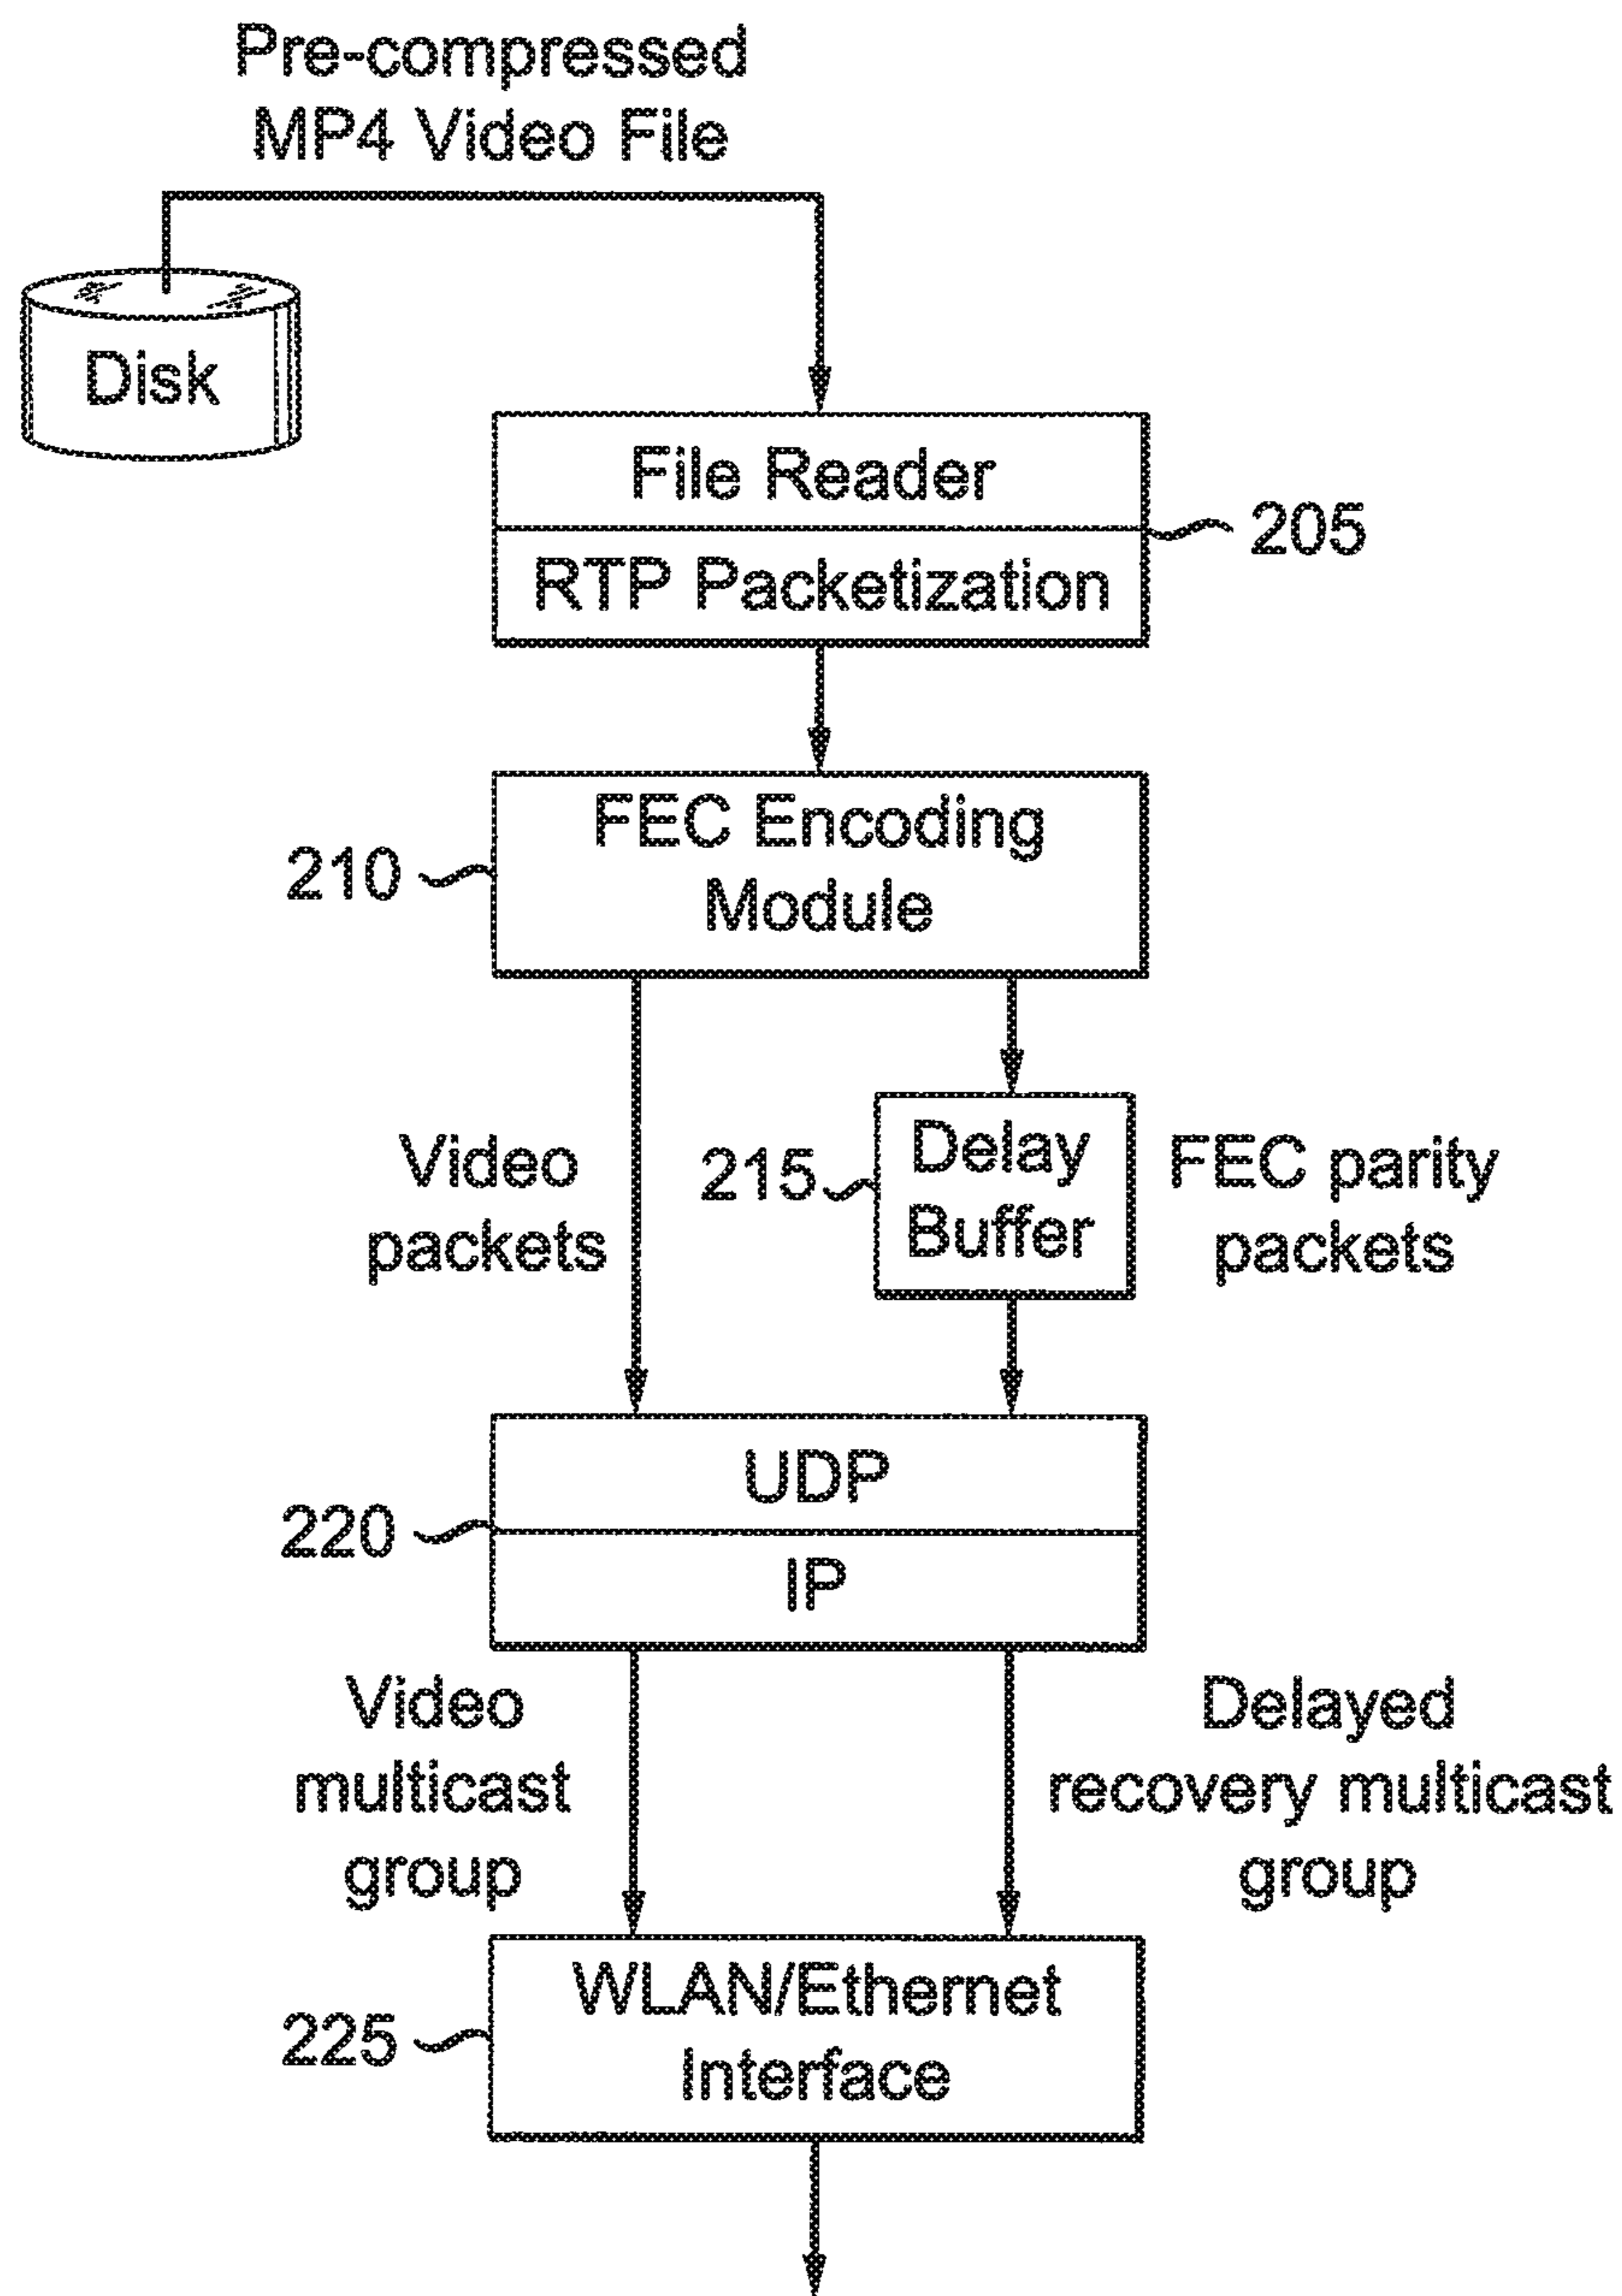 Pre-compressed
MP4 Video File
Disk
File Reader
RTP Packetization
205
FEC Encoding
Module
210
Video
packets
215
Delay
Buffer
FEC parity
packets
UDP
IP
220
Video
multicast
group
Delayed
recovery multicast
group
WLAN/Ethernet
Interface
225